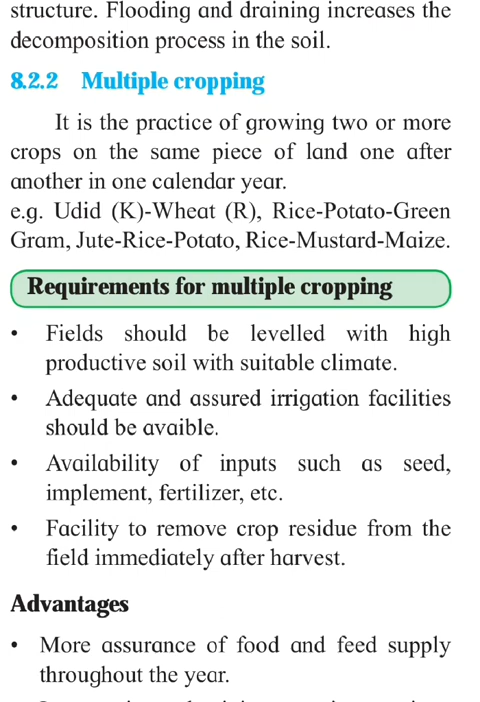 structure. Flooding and draining increases the
decomposition process in the soil.
8.2.2 Multiple cropping
It is the practice of growing two or more
crops on the same piece of land one after
another in one calendar year.
e.g. Udid (K)-Wheat (R), Rice-Potato-Green
Gram, Jute-Rice-Potato, Rice-Mustard-Maize.
Requirements for multiple cropping
• Fields should be levelled with high
productive soil with suitable climate.
• Adequate and assured irrigation facilities
should be avaible.
• Availability of inputs such as seed,
implement, fertilizer, etc.
• Facility to remove crop residue from the
field immediately after harvest.
Advantages
• More assurance of food and feed supply
throughout the year.